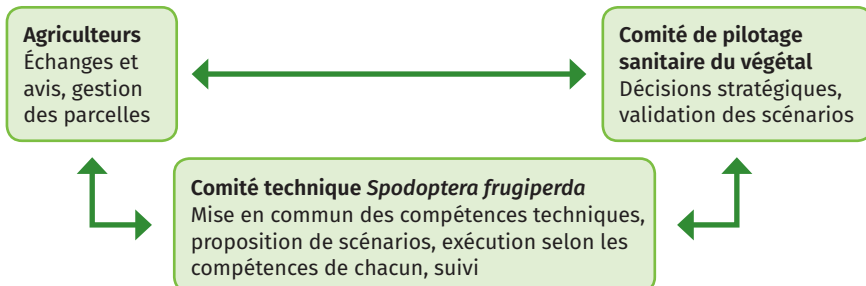 Agriculteurs
Échanges et
avis, gestion
des parcelles
Comité de pilotage
sanitaire du végétal
Décisions stratégiques,
validation des scénarios
Comité technique Spodoptera frugiperda
Mise en commun des compétences techniques,
proposition de scénarios, exécution selon les
compétences de chacun, suivi